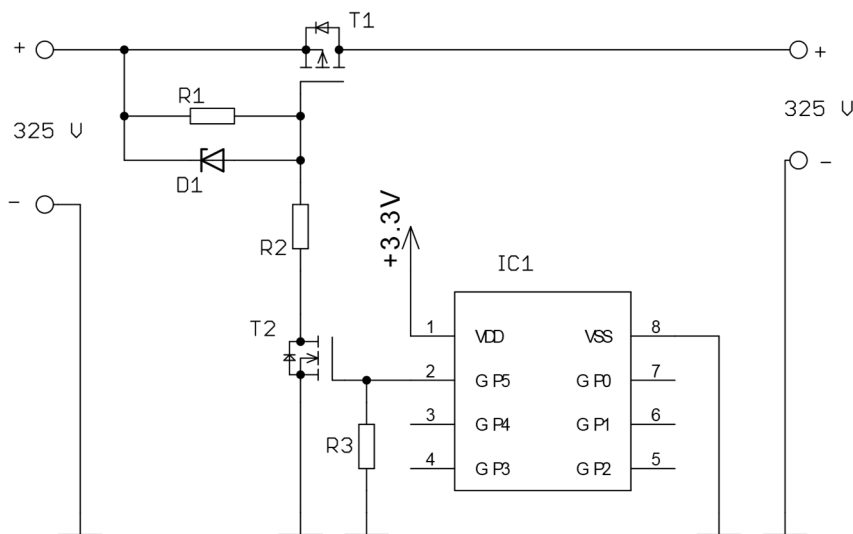 T1
+
+
R1
325 V
325 V
D1
-
-
+3.3V
R2
IC1
T2
1 VDD VSS 8
2 GP5 GP0 7
3 GP4 GP1 6
R3
4 GP3 GP2 5